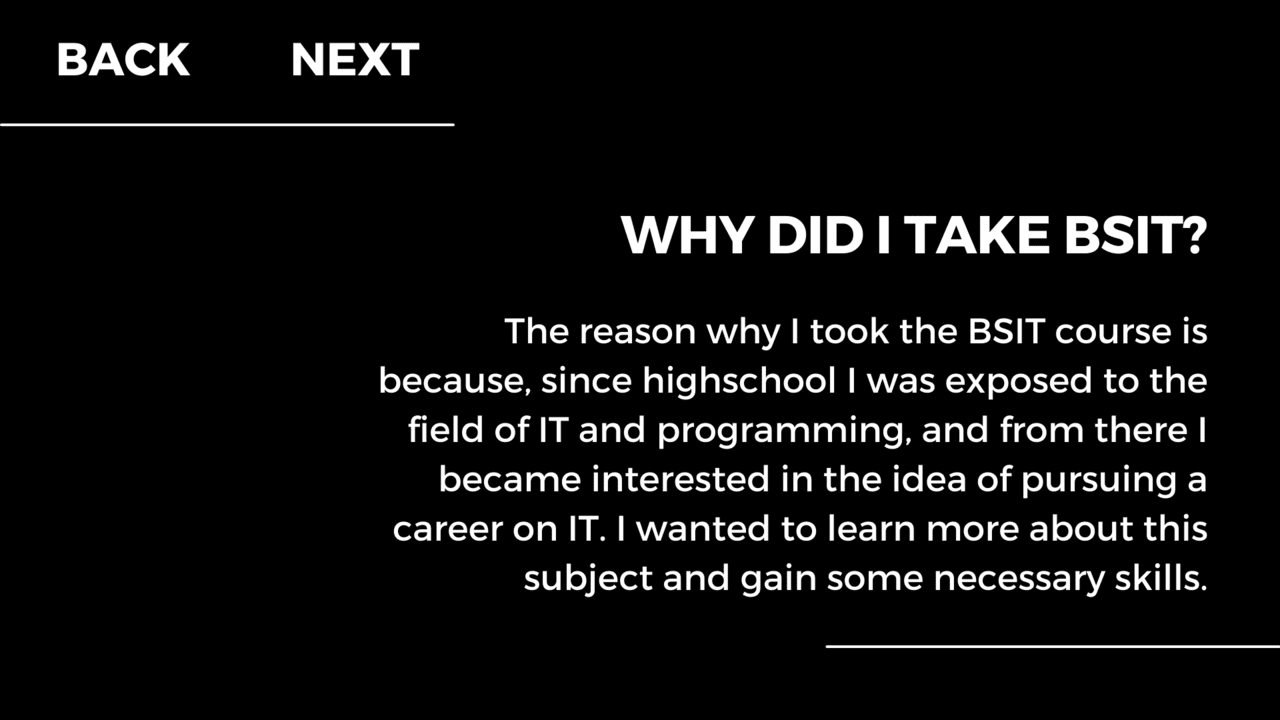 BACK NEXT
WHY DID I TAKE BSIT?
The reason why I took the BSIT course is
because, since highschool I was exposed to the
field of IT and programming, and from there I
became interested in the idea of pursuing a
career on IT. I wanted to learn more about this
subject and gain some necessary skills.